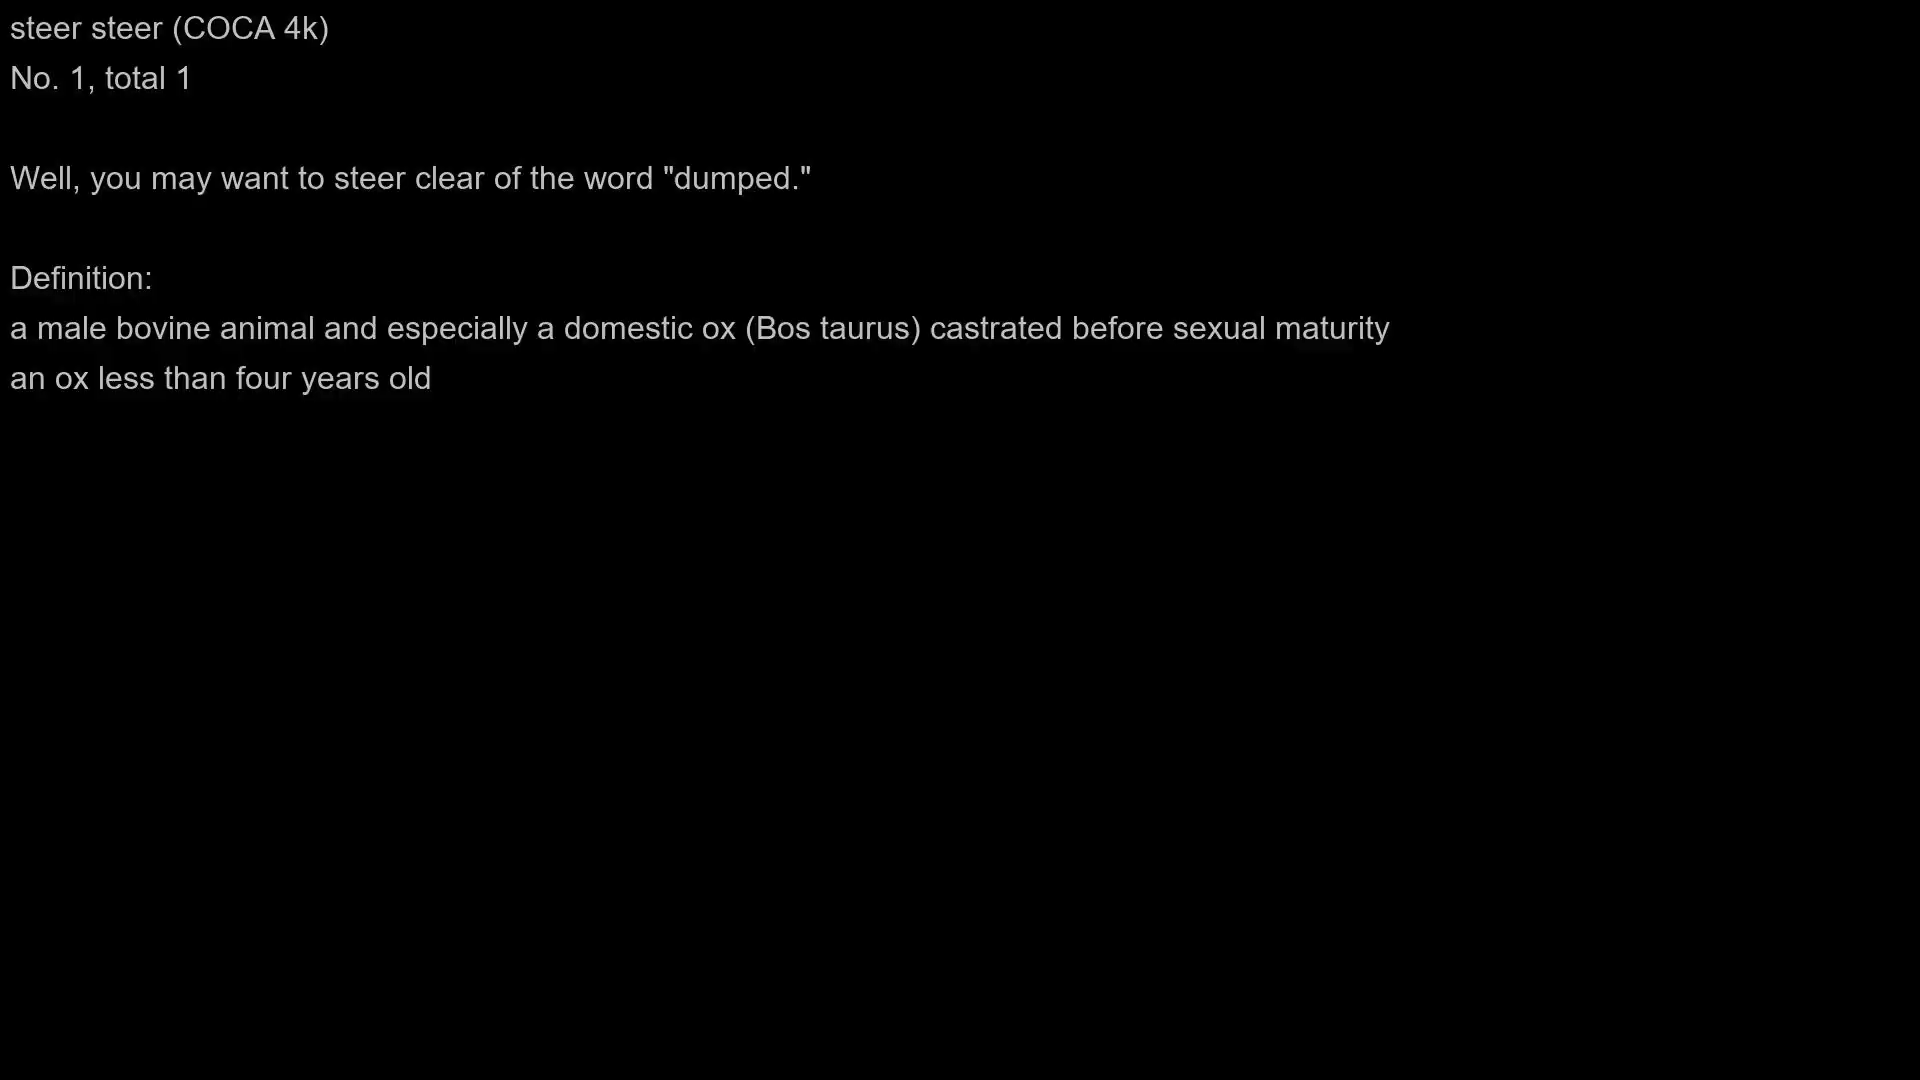 steer steer (COCA 4k)
No. 1, total 1
Well, you may want to steer clear of the word "dumped."
Definition:
a male bovine animal and especially a domestic ox (Bos taurus) castrated before sexual maturity
an ox less than four years old